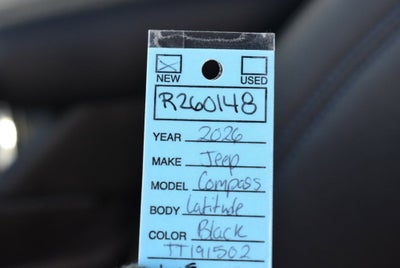 NEW USED
R260148
YEAR 2026
MAKE Jeep
MODEL Compass
BODY Latitude
COLOR Black
TT191502